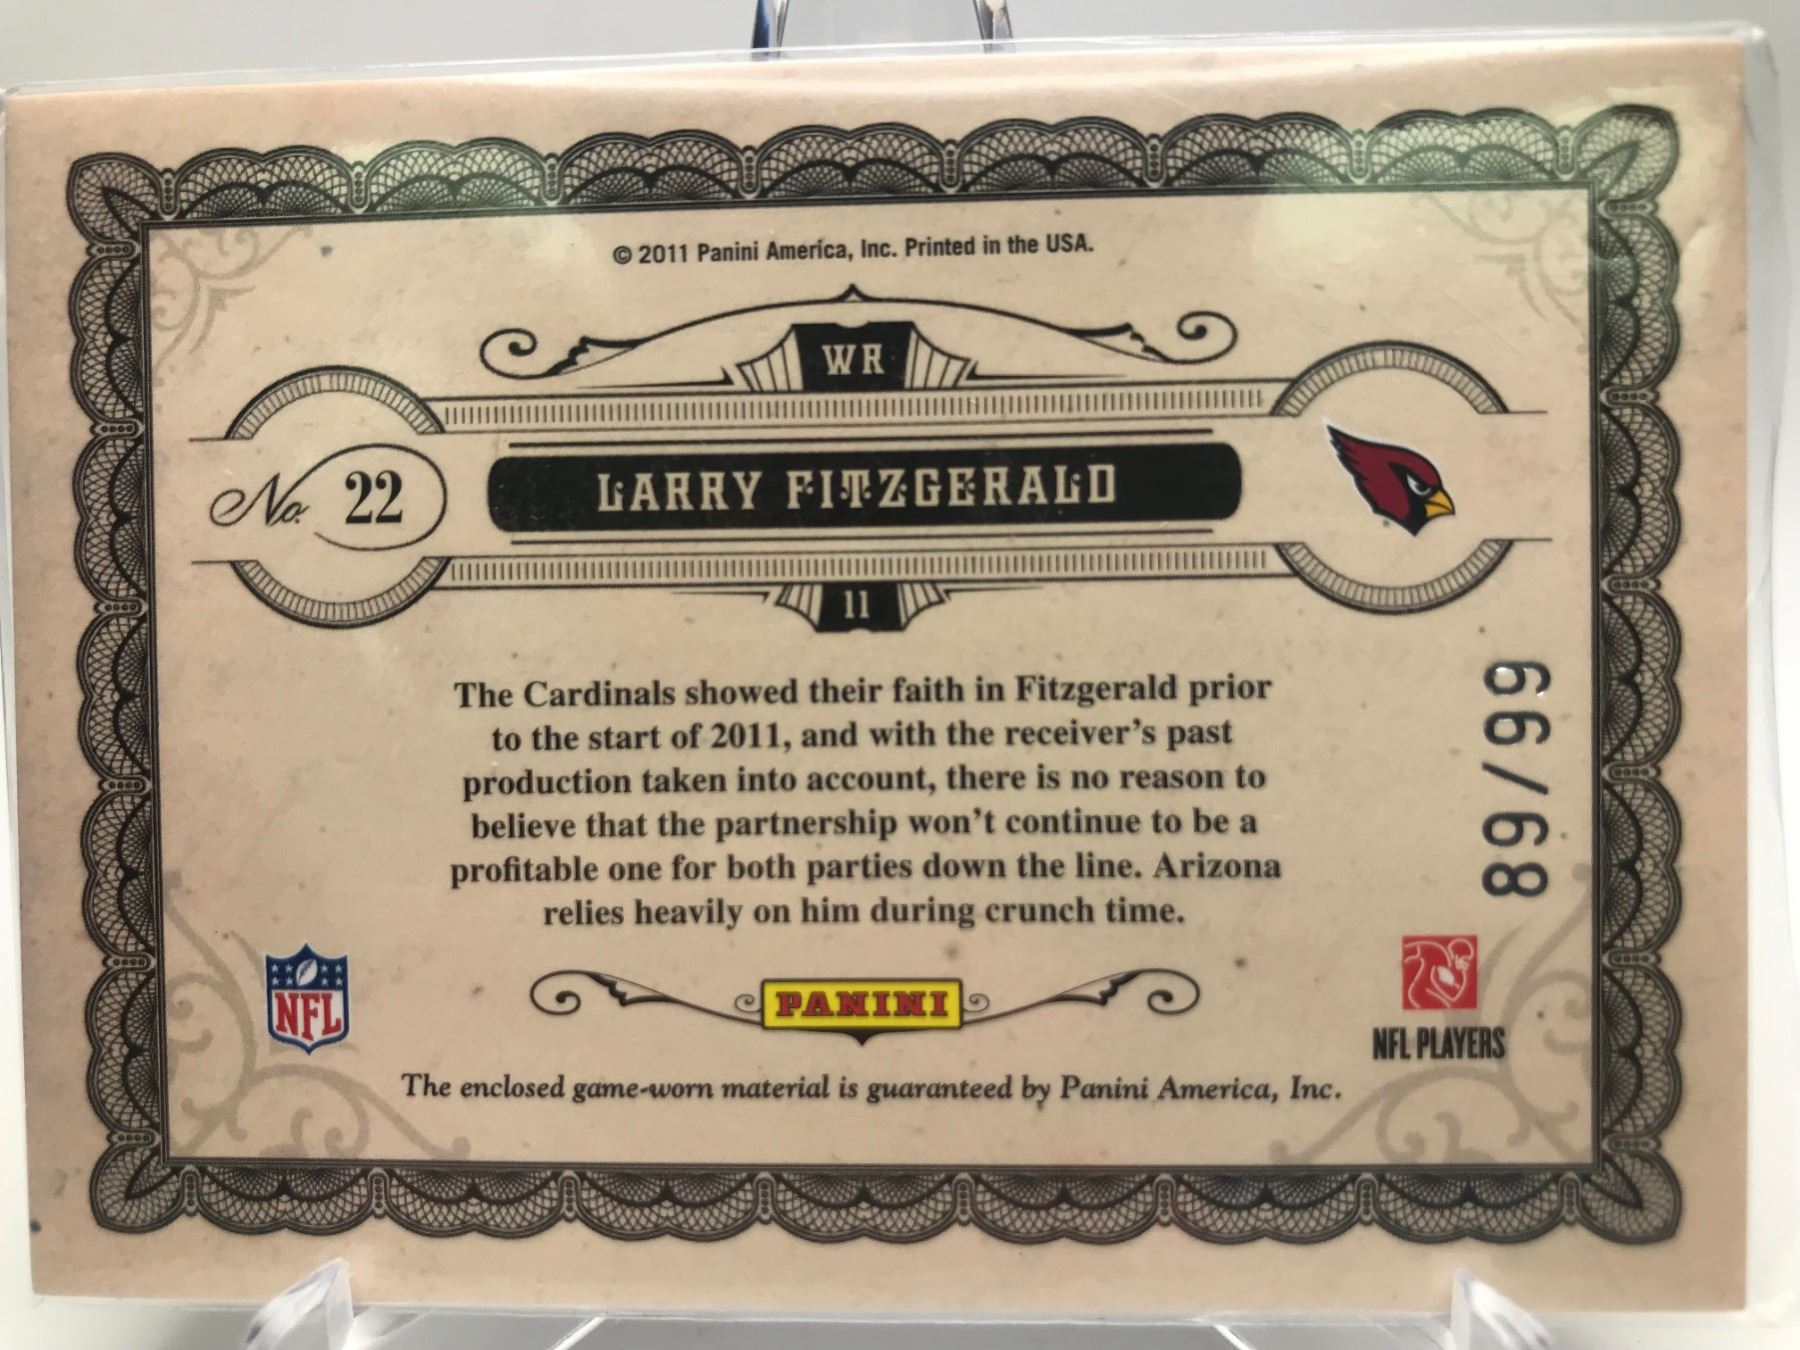 © 2011 Panini America, Inc. Printed in the USA.
WR
No. 22
LARRY FITZGERALD
11
The Cardinals showed their faith in Fitzgerald prior
to the start of 2011, and with the receiver's past
production taken into account, there is no reason to
believe that the partnership won't continue to be a
profitable one for both parties down the line. Arizona
relies heavily on him during crunch time.
89/99
NFL
PANINI
NFL PLAYERS
The enclosed game-worn material is guaranteed by Panini America, Inc.